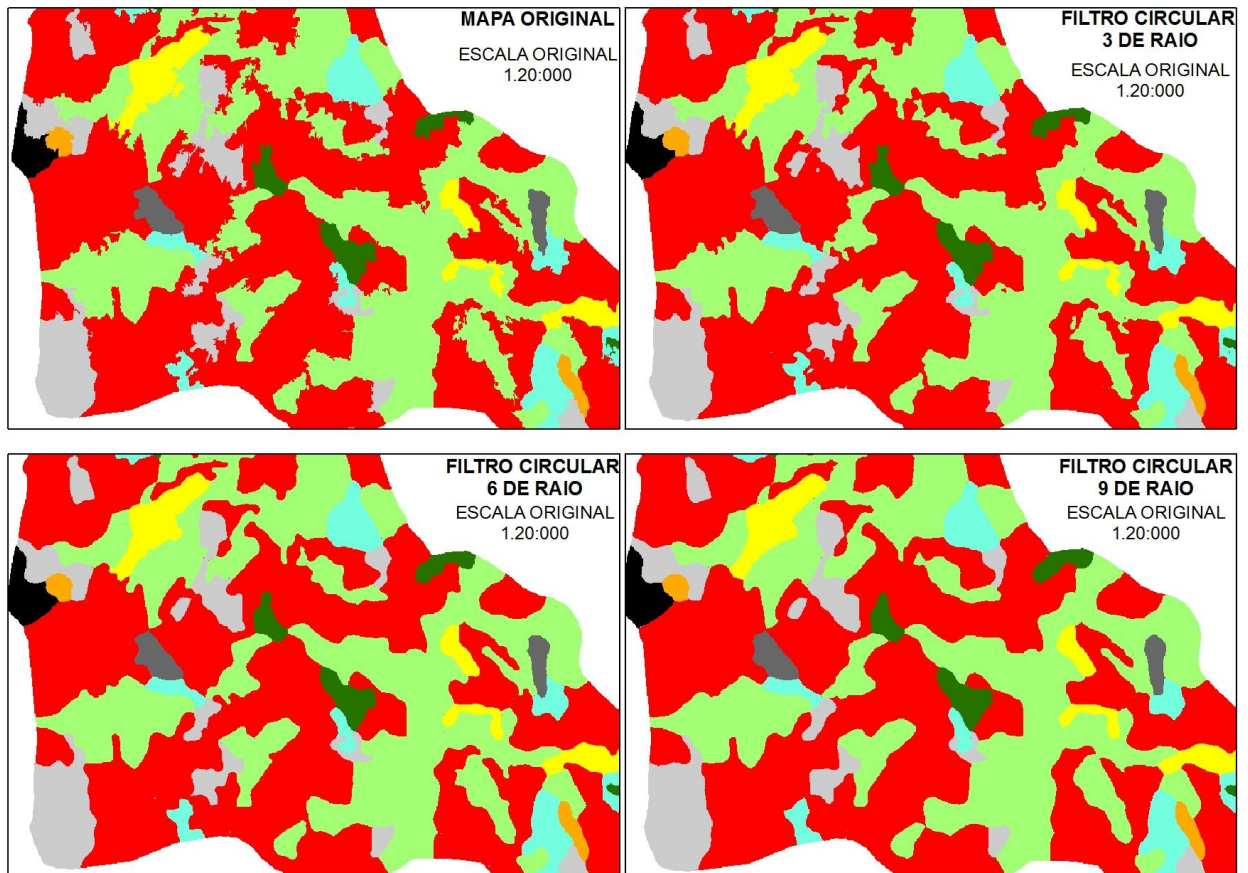 MAPA ORIGINAL
ESCALA ORIGINAL
1.20:000
FILTRO CIRCULAR
3 DE RAIO
ESCALA ORIGINAL
1.20:000
FILTRO CIRCULAR
6 DE RAIO
ESCALA ORIGINAL
1.20:000
FILTRO CIRCULAR
9 DE RAIO
ESCALA ORIGINAL
1.20:000